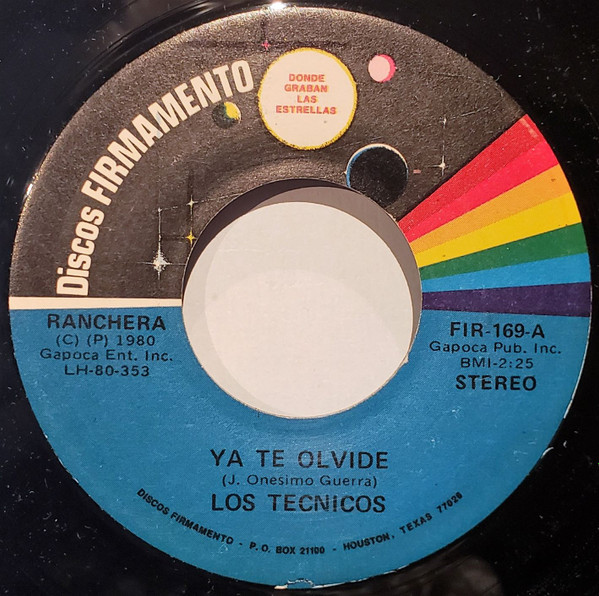 Discos FIRMAMENTO
DONDE
GRABAN
LAS
ESTRELLAS
RANCHERA
(C) (P) 1980
Gapoca Ent. Inc.
LH-80-353
FIR-169-A
Gapoca Pub. Inc.
BMI-2:25
STEREO
YA TE OLVIDE
(J. Onesimo Guerra)
LOS TECNICOS
DISCOS FIRMAMENTO - P. O. BOX 21100 - HOUSTON, TEXAS 77026